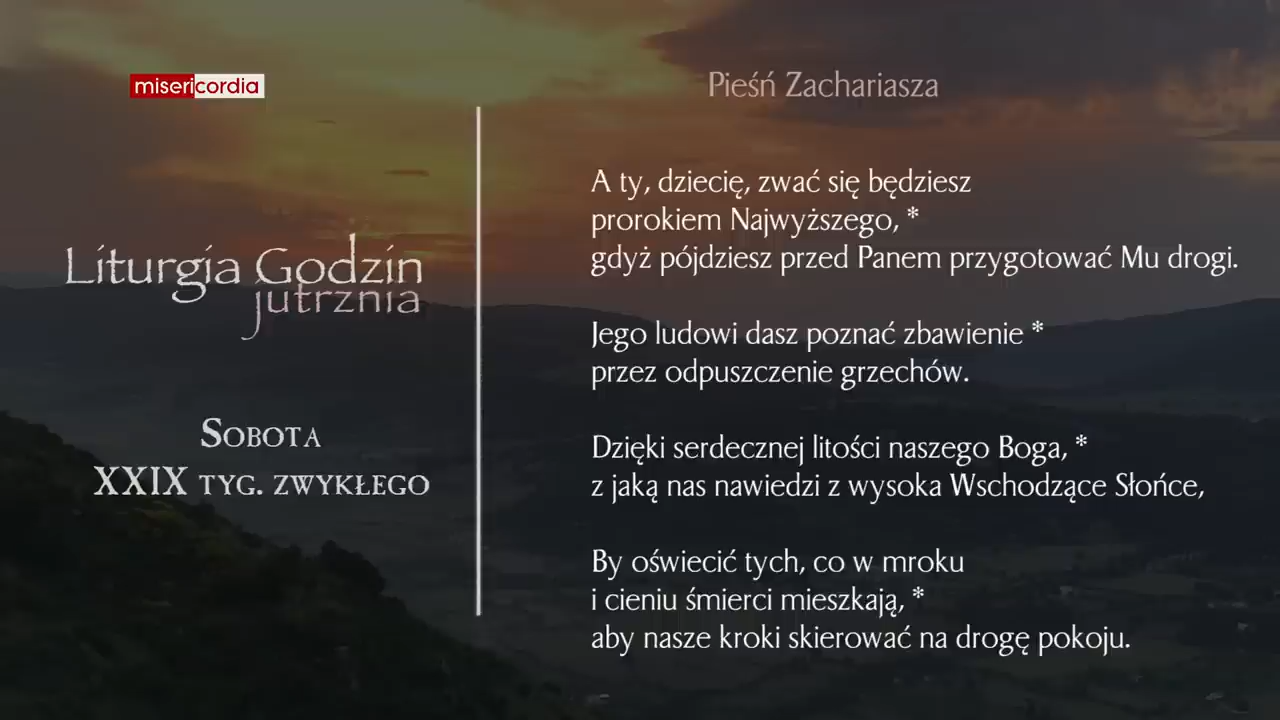 misericordia
Liturgia Godzin
jutrznia
Sobota
XXIX tyg. zwykłego
Pieśń Zachariasza
A ty, dziecię, zwać się będziesz
prorokiem Najwyższego, *
gdyż pójdziesz przed Panem przygotować Mu drogi.
Jego ludowi dasz poznać zbawienie *
przez odpuszczenie grzechów.
Dzięki serdecznej litości naszego Boga, *
z jaką nas nawiedzi z wysoka Wschodzące Słońce,
By oświecić tych, co w mroku
i cieniu śmierci mieszkają, *
aby nasze kroki skierować na drogę pokoju.